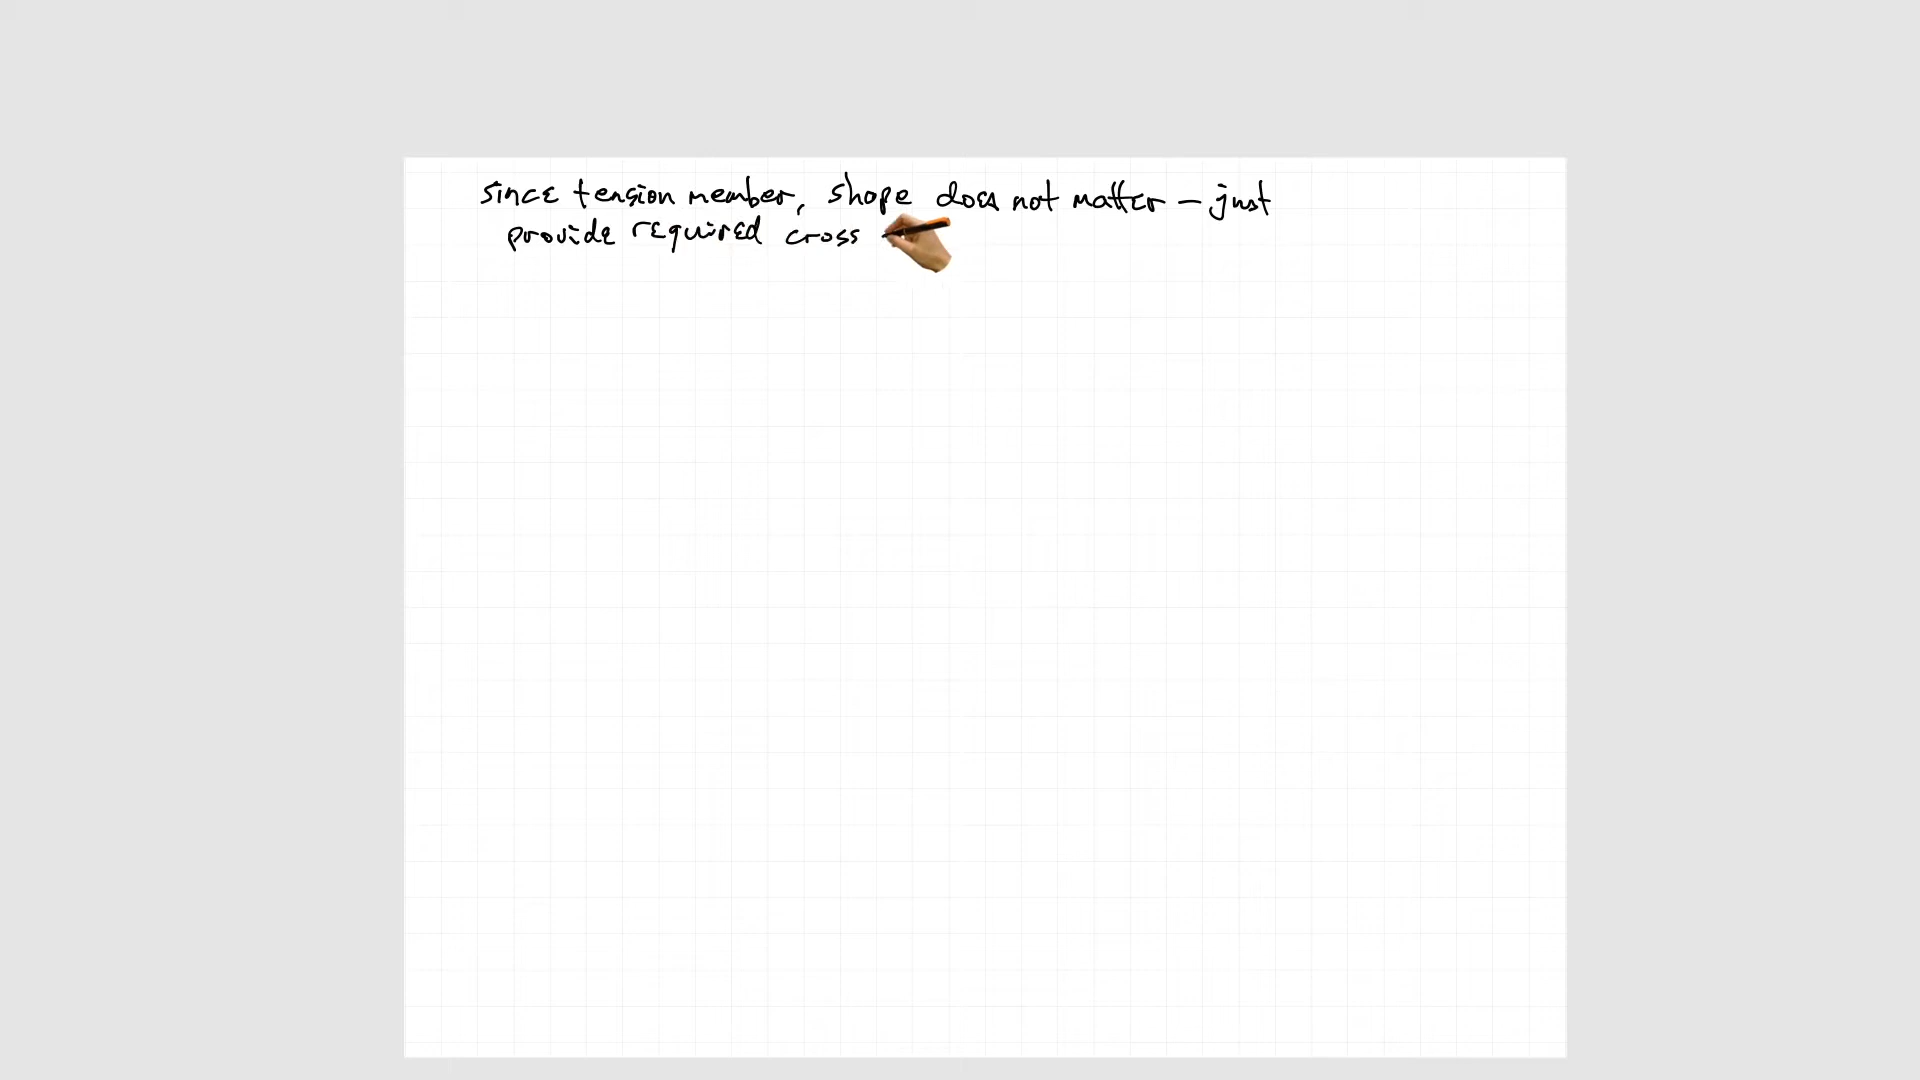 since tension member, shape does not matter – just
provide required cross